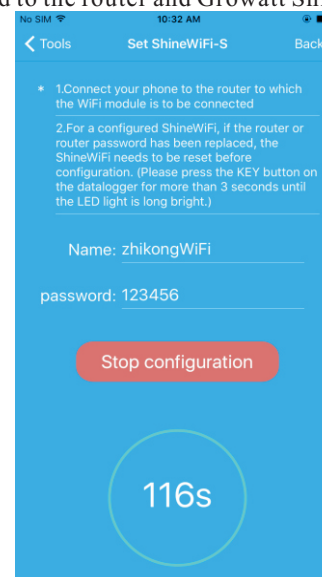 d to the router and Growatt Shi
No SIM 10:32 AM
Tools Set ShineWiFi-S Back
* 1.Connect your phone to the router to which
the WiFi module is to be connected
2.For a configured ShineWiFi, if the router or
router password has been replaced, the
ShineWiFi needs to be reset before
configuration. (Please press the KEY button on
the datalogger for more than 3 seconds until
the LED light is long bright.)
Name: zhikongWiFi
password: 123456
Stop configuration
116s